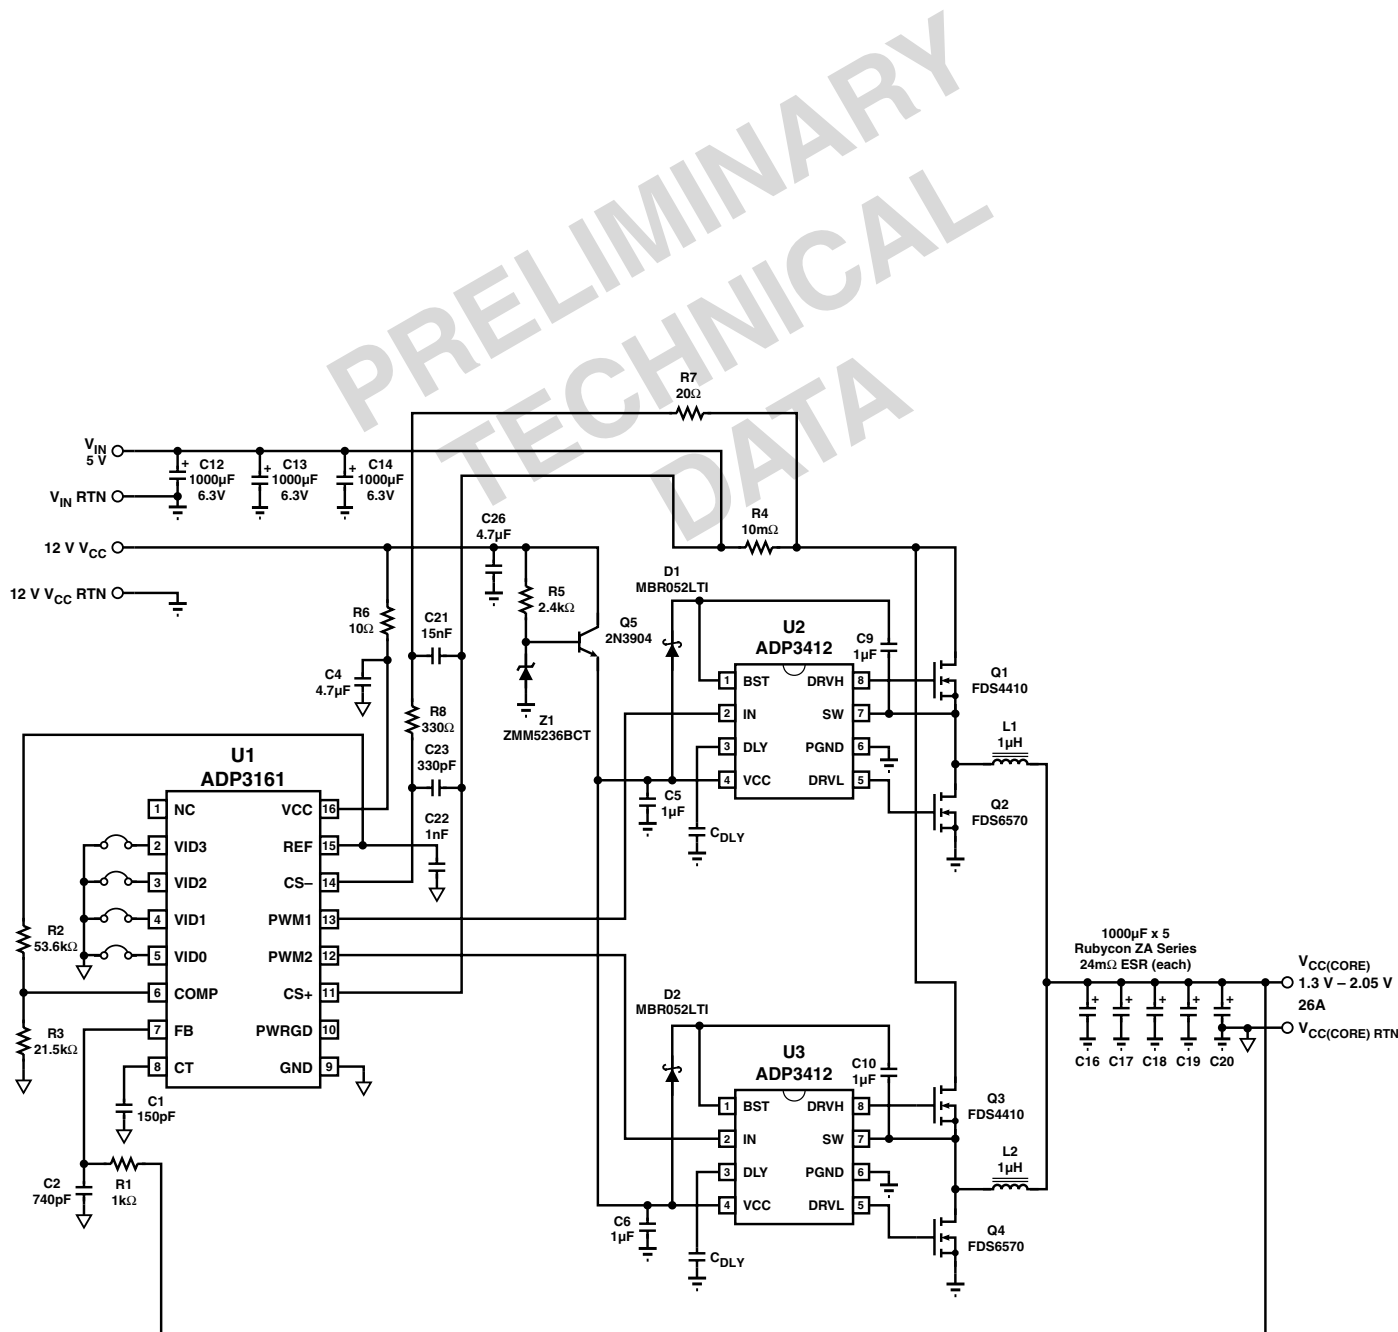 PRELIMINARY
TECHNICAL
DATA
R7
20Ω
V_IN
5 V
C12
1000µF
6.3V
C13
1000µF
6.3V
C14
1000µF
6.3V
V_IN RTN
C26
4.7µF
R4
10mΩ
12 V V_CC
12 V V_CC RTN
D1
MBR052LTI
R5
2.4kΩ
R6
10Ω
C21
15nF
Q5
2N3904
U2
ADP3412
C9
1µF
C4
4.7µF
Q1
FDS4410
1 BST DRVH 8
2 IN SW 7
3 DLY PGND 6
4 VCC DRVL 5
R8
330Ω
Z1
ZMM5236BCT
L1
1µH
C23
330pF
U1
ADP3161
C5
1µF
Q2
FDS6570
C22
1nF
C_DLY
1 NC VCC 16
2 VID3 REF 15
3 VID2 CS– 14
4 VID1 PWM1 13
5 VID0 PWM2 12
6 COMP CS+ 11
7 FB PWRGD 10
8 CT GND 9
R2
53.6kΩ
R3
21.5kΩ
1000µF x 5
Rubycon ZA Series
24mΩ ESR (each)
V_CC(CORE)
1.3 V – 2.05 V
26A
V_CC(CORE) RTN
+
+
+
+
+
C16 C17 C18 C19 C20
D2
MBR052LTI
U3
ADP3412
C10
1µF
Q3
FDS4410
1 BST DRVH 8
2 IN SW 7
3 DLY PGND 6
4 VCC DRVL 5
C1
150pF
L2
1µH
C2
740pF
R1
1kΩ
C6
1µF
Q4
FDS6570
C_DLY